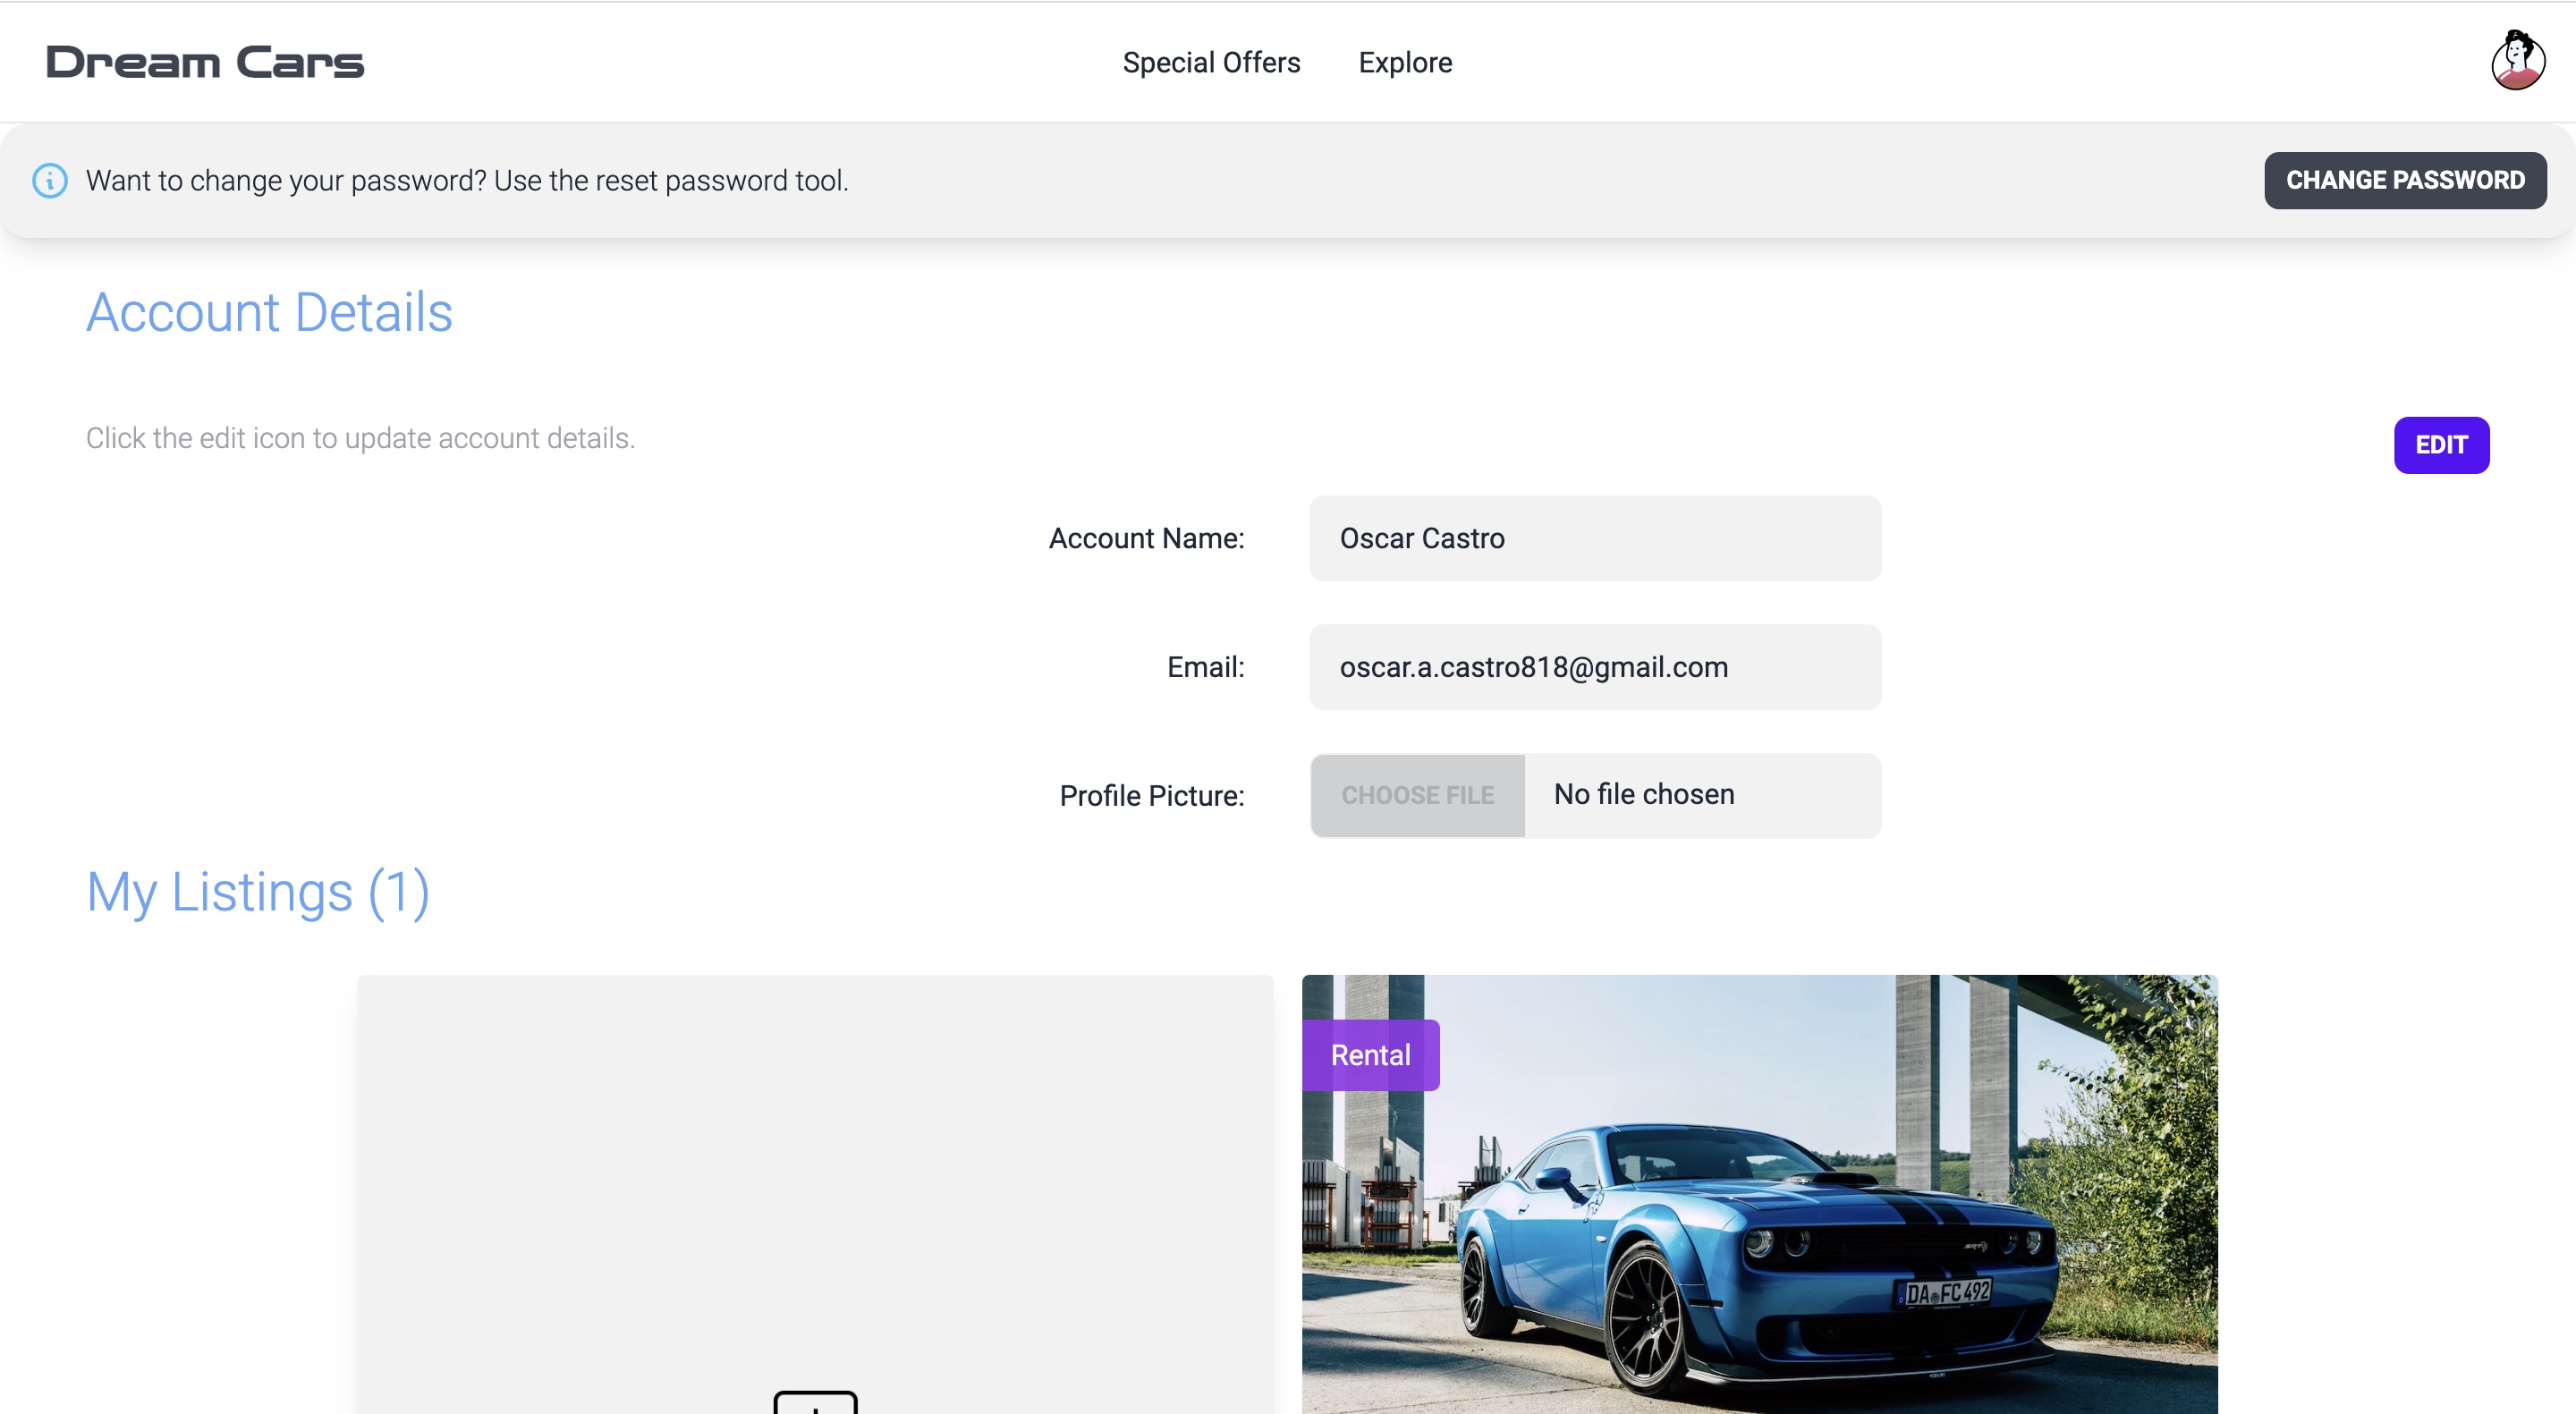 Dream Cars
Special Offers
Explore
Want to change your password? Use the reset password tool.
CHANGE PASSWORD
Account Details
Click the edit icon to update account details.
EDIT
Account Name:
Oscar Castro
Email:
oscar.a.castro818@gmail.com
Profile Picture:
CHOOSE FILE
No file chosen
My Listings (1)
Rental
SRT
DA FC 492